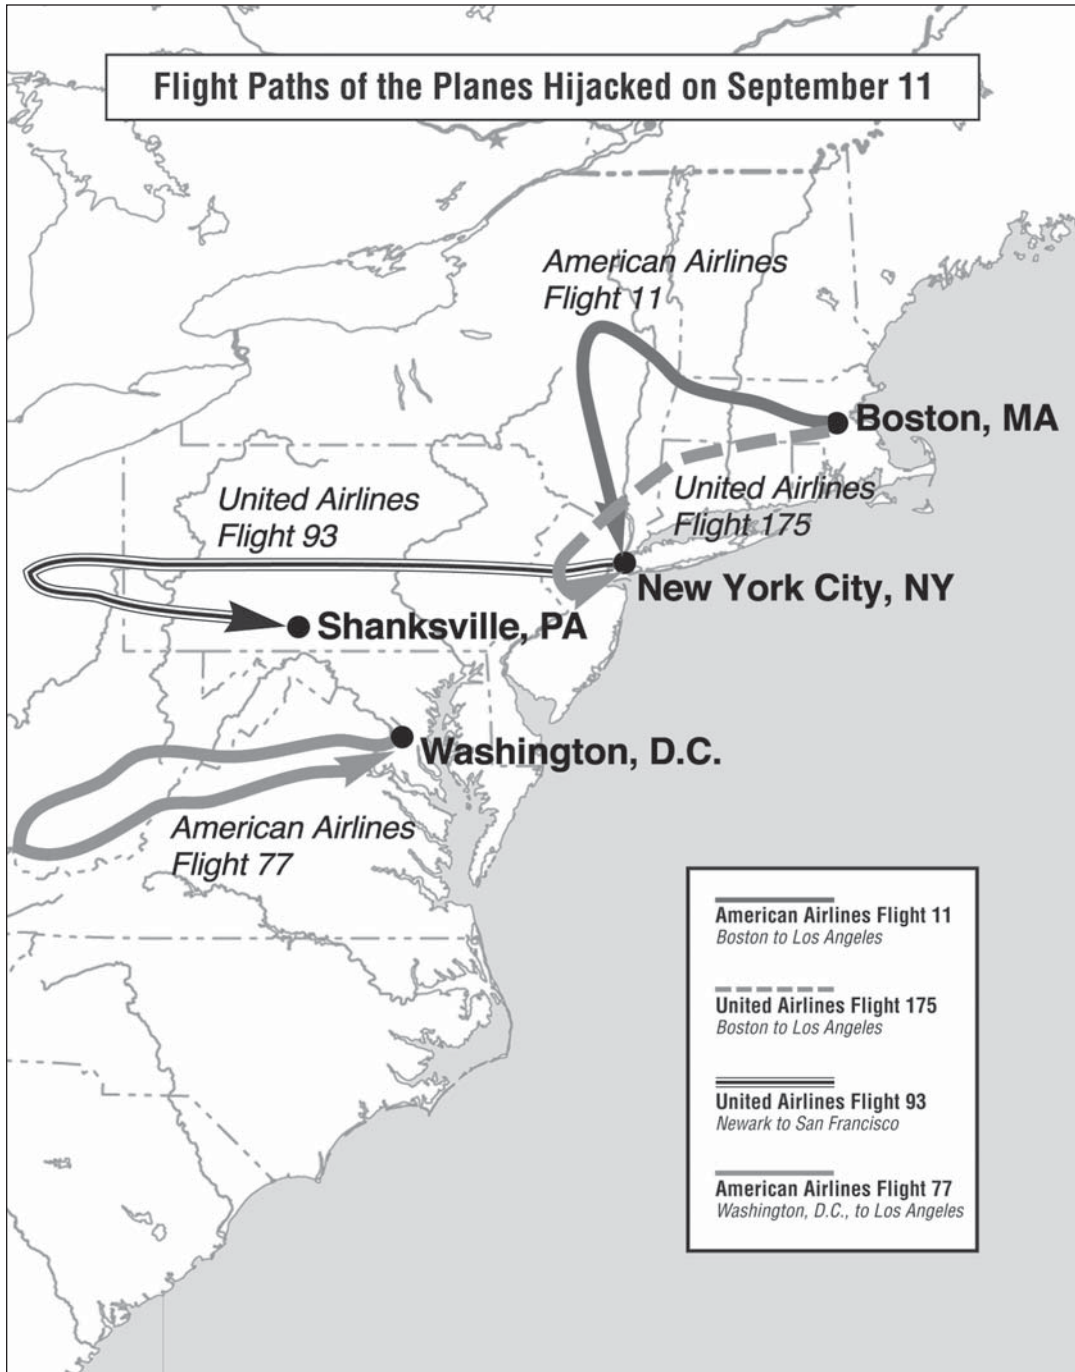 Flight Paths of the Planes Hijacked on September 11
American Airlines
Flight 11
Boston, MA
United Airlines
Flight 175
United Airlines
Flight 93
New York City, NY
Shanksville, PA
Washington, D.C.
American Airlines
Flight 77
American Airlines Flight 11
Boston to Los Angeles
United Airlines Flight 175
Boston to Los Angeles
United Airlines Flight 93
Newark to San Francisco
American Airlines Flight 77
Washington, D.C., to Los Angeles